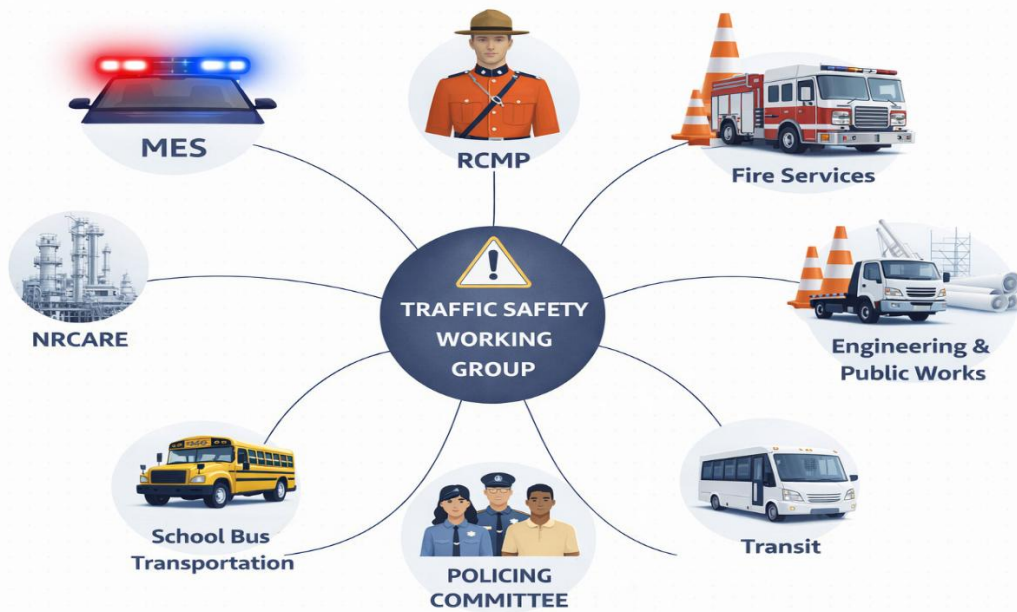 MES
RCMP
Fire Services
NRCARE
TRAFFIC SAFETY
WORKING
GROUP
Engineering &
Public Works
School Bus
Transportation
POLICING
COMMITTEE
Transit